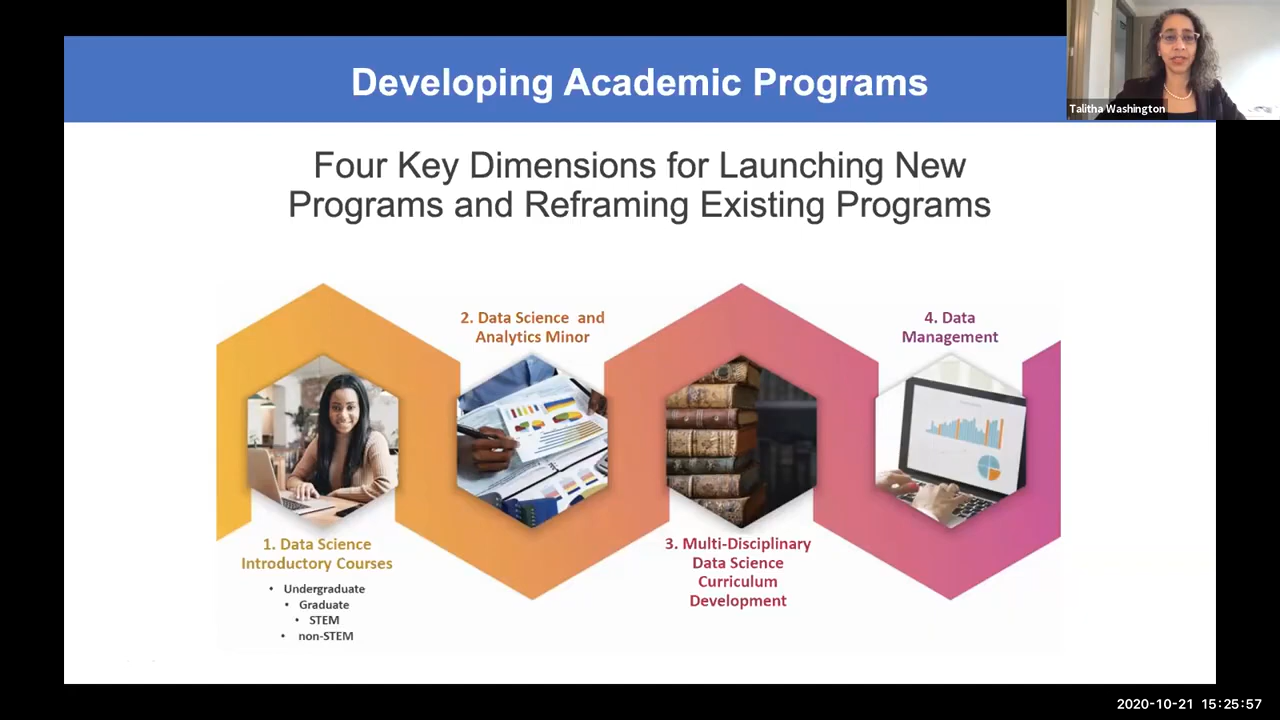 Developing Academic Programs
Talitha Washington
Four Key Dimensions for Launching New
Programs and Reframing Existing Programs
1. Data Science
Introductory Courses
• Undergraduate
• Graduate
• STEM
• non-STEM
2. Data Science and
Analytics Minor
3. Multi-Disciplinary
Data Science
Curriculum
Development
4. Data
Management
2020-10-21 15:25:57